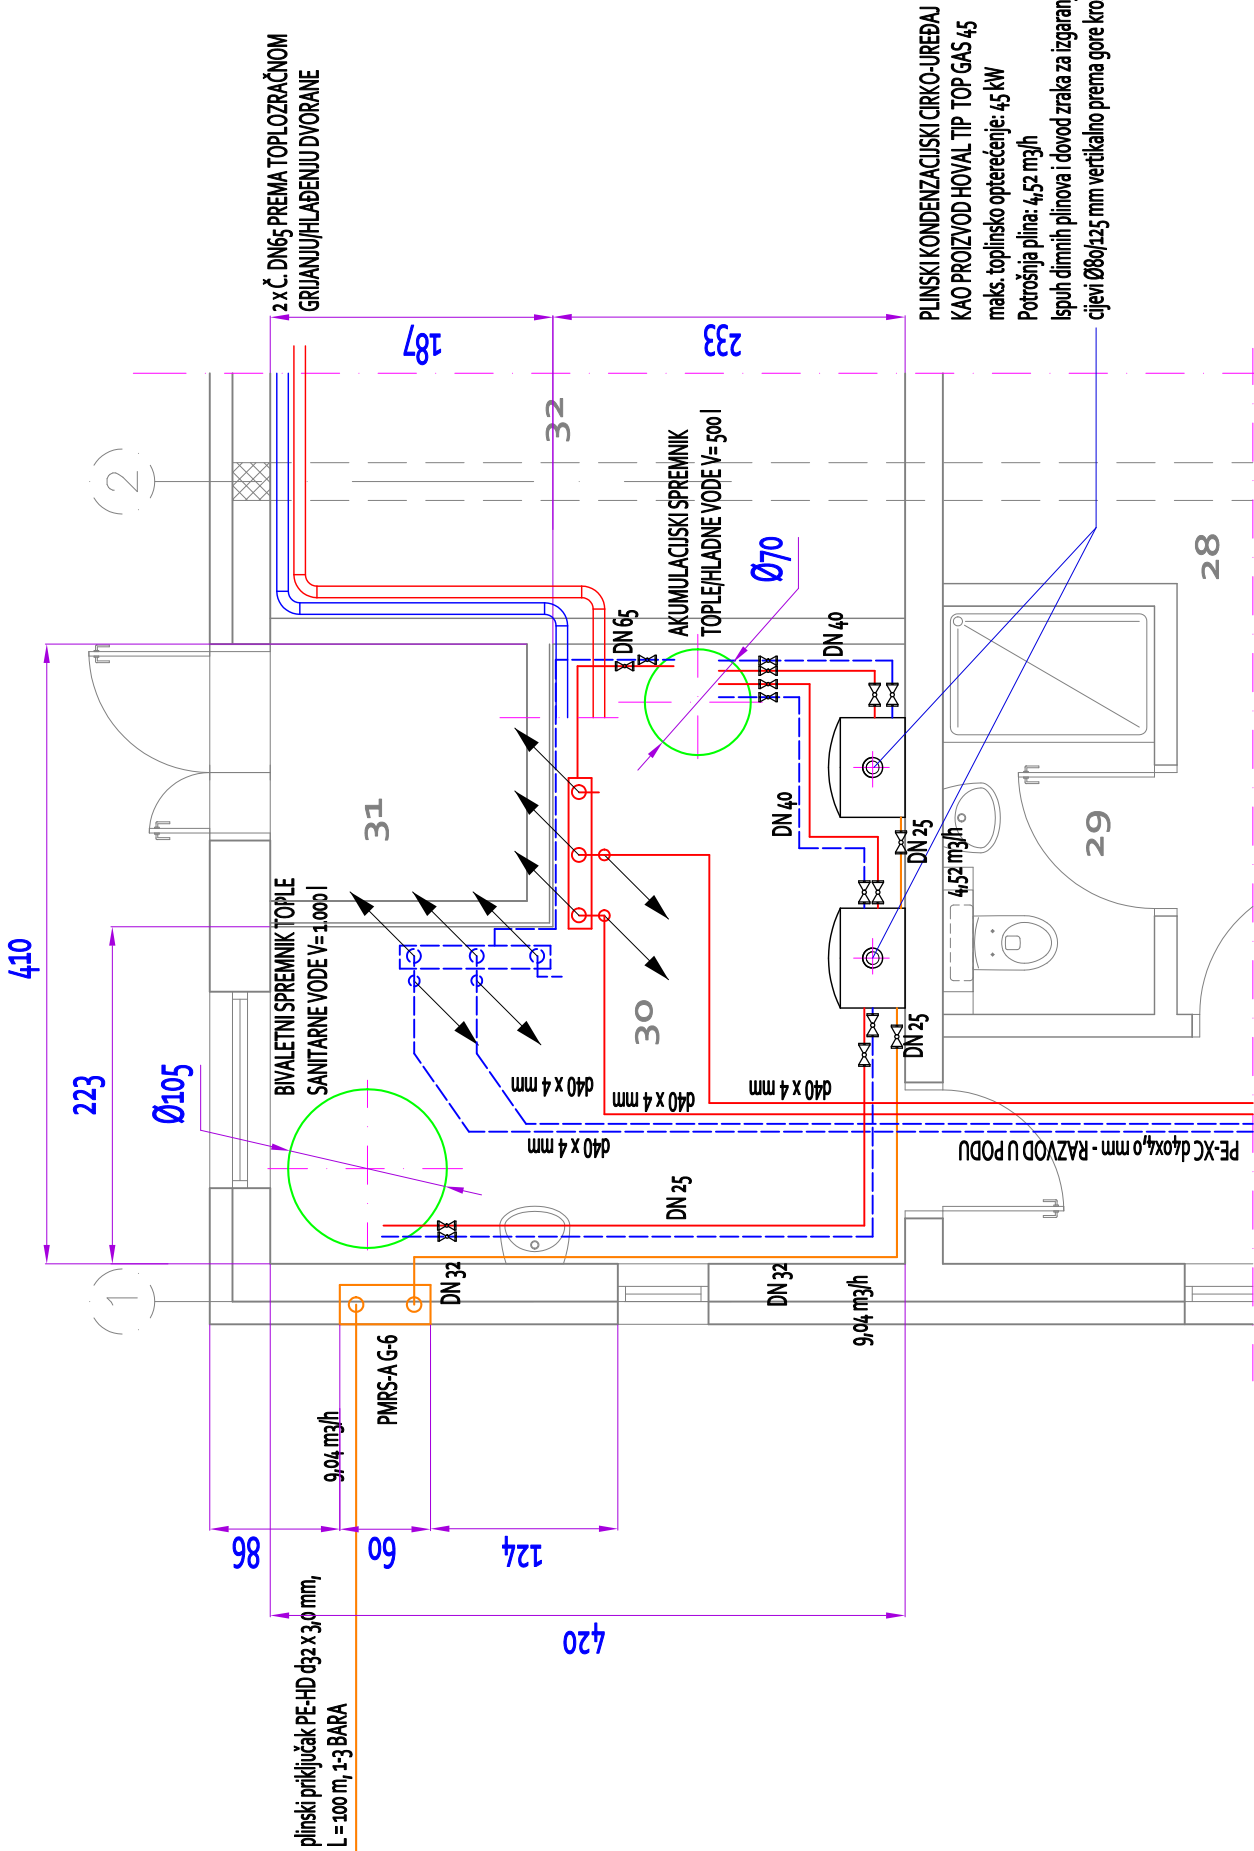 2 x Č. DN65 PREMA TOPLOZRAČNOM
GRIJANJU/HLAĐENJU DVORANE
PLINSKI KONDENZACIJSKI CIRKO-UREĐAJ
KAO PROIZVOD HOVAL TIP TOP GAS 45
maks. toplinsko opterećenje: 45 kW
Potrošnja plina: 4,52 m3/h
Ispuh dimnih plinova i dovod zraka za izgaran
cijevi Ø80/125 mm vertikalno prema gore kro
187
233
32
2
AKUMULACIJSKI SPREMNIK
TOPLE/HLADNE VODE V= 500 l
Ø70
DN 65
DN 40
DN 40
28
29
31
30
410
223
Ø105
BIVALETNI SPREMNIK TOPLE
SANITARNE VODE V= 1.000 l
DN 25
4,52 m3/h
DN 25
d40 x 4 mm
d40 x 4 mm
d40 x 4 mm
d40 x 4 mm
PE-XC d40x4,0 mm - RAZVOD U PODU
DN 25
1
DN 32
DN 32
9,04 m3/h
PMRS-A G-6
9,04 m3/h
86
60
124
420
plinski priključak PE-HD d32 x 3,0 mm,
L = 100 m, 1-3 BARA